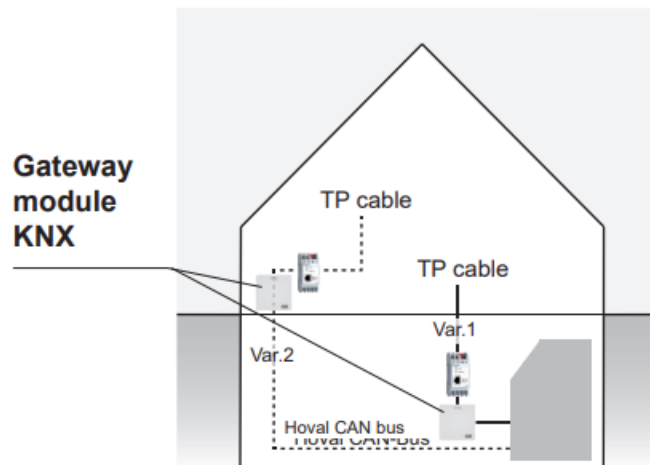 Gateway
module
KNX
TP cable
TP cable
Var.1
Var.2
Hoval CAN bus
Hoval CAN-Bus